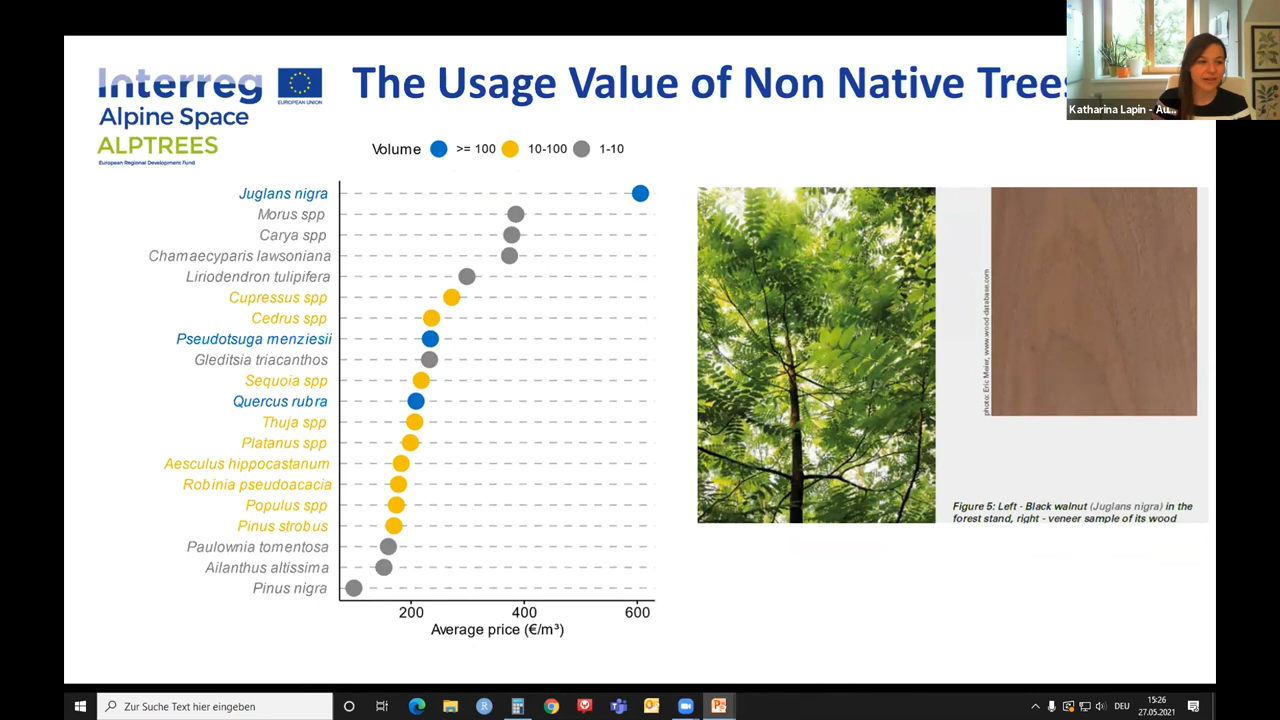 Interreg
EUROPEAN UNION
Alpine Space
ALPTREES
European Regional Development Fund
The Usage Value of Non Native Trees
Katharina Lapin - Au...
Volume >= 100 10-100 1-10
Juglans nigra
Morus spp
Carya spp
Chamaecyparis lawsoniana
Liriodendron tulipifera
Cupressus spp
Cedrus spp
Pseudotsuga menziesii
Gleditsia triacanthos
Sequoia spp
Quercus rubra
Thuja spp
Platanus spp
Aesculus hippocastanum
Robinia pseudoacacia
Populus spp
Pinus strobus
Paulownia tomentosa
Ailanthus altissima
Pinus nigra
200 400 600
Average price (€/m³)
photo: Eric Meier, www.wood-database.com
Figure 5: Left - Black walnut (Juglans nigra) in the
forest stand, right - veneer sample of its wood
Zur Suche Text hier eingeben
DEU
15:26
27.05.2021